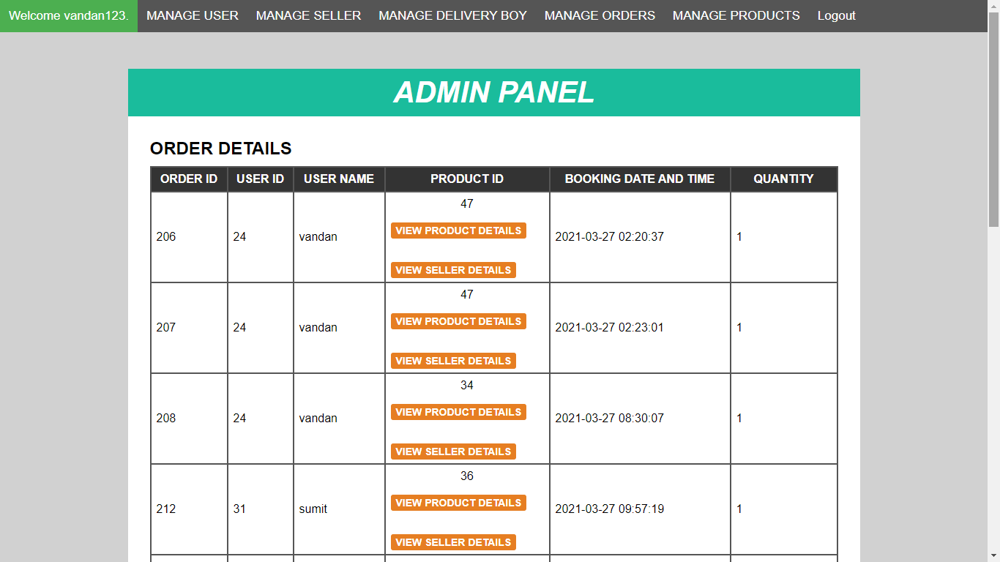 Welcome vandan123. MANAGE USER MANAGE SELLER MANAGE DELIVERY BOY MANAGE ORDERS MANAGE PRODUCTS Logout
ADMIN PANEL
ORDER DETAILS
ORDER ID USER ID USER NAME PRODUCT ID BOOKING DATE AND TIME QUANTITY
47
VIEW PRODUCT DETAILS
206 24 vandan 2021-03-27 02:20:37 1
VIEW SELLER DETAILS
47
VIEW PRODUCT DETAILS
207 24 vandan 2021-03-27 02:23:01 1
VIEW SELLER DETAILS
34
VIEW PRODUCT DETAILS
208 24 vandan 2021-03-27 08:30:07 1
VIEW SELLER DETAILS
36
VIEW PRODUCT DETAILS
212 31 sumit 2021-03-27 09:57:19 1
VIEW SELLER DETAILS